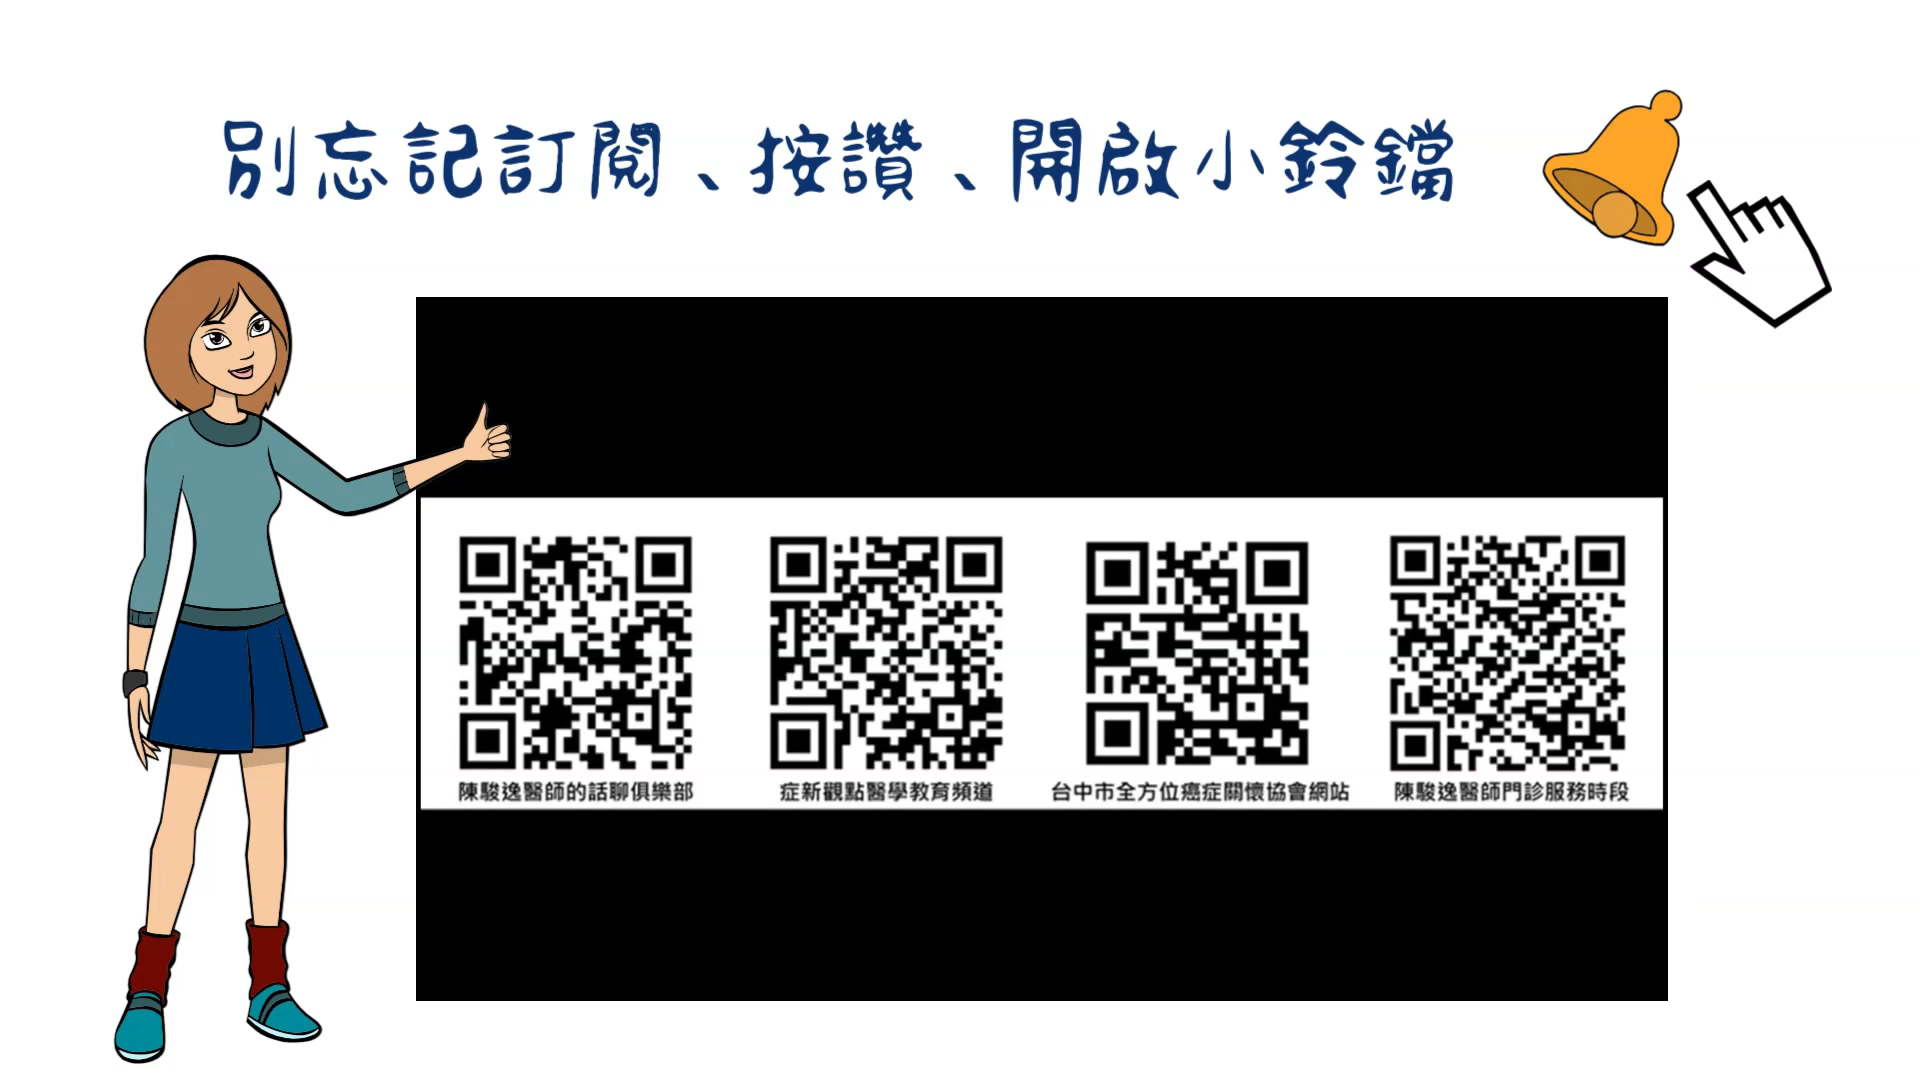 別忘記訂閱、按讚、開啟小鈴鐺
陳駿逸醫師的話聊俱樂部
症新觀點醫學教育頻道
台中市全方位癌症關懷協會網站
陳駿逸醫師門診服務時段